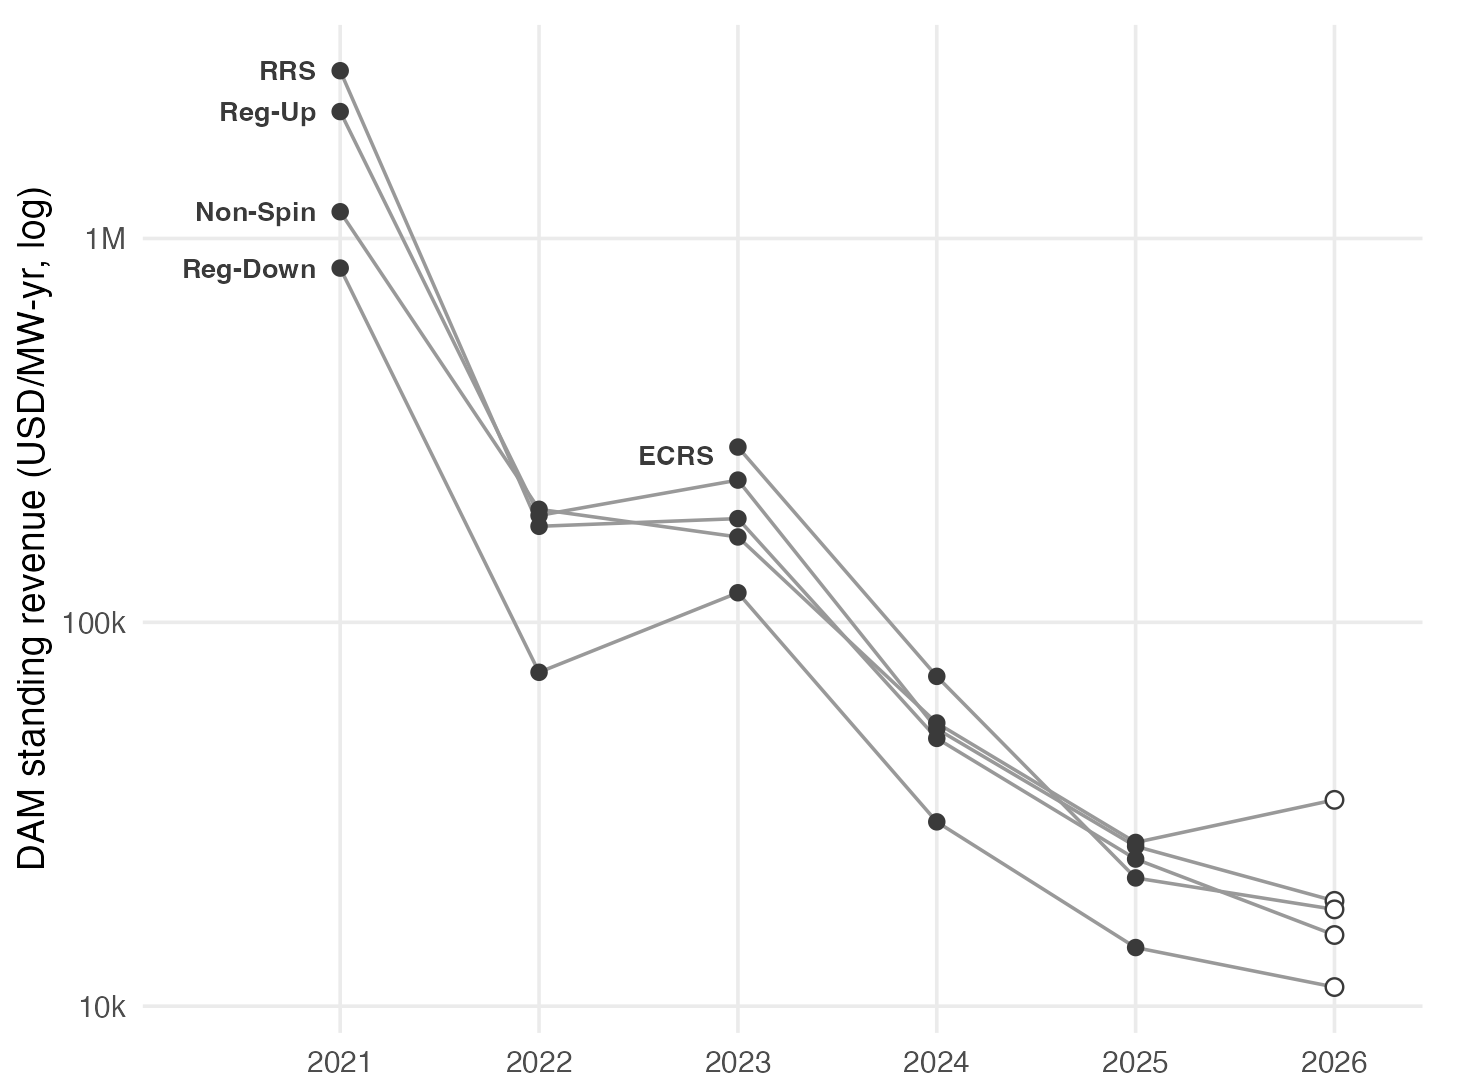 RRS
Reg-Up
Non-Spin
Reg-Down
ECRS
DAM standing revenue (USD/MW-yr, log)
1M
100k
10k
2021
2022
2023
2024
2025
2026